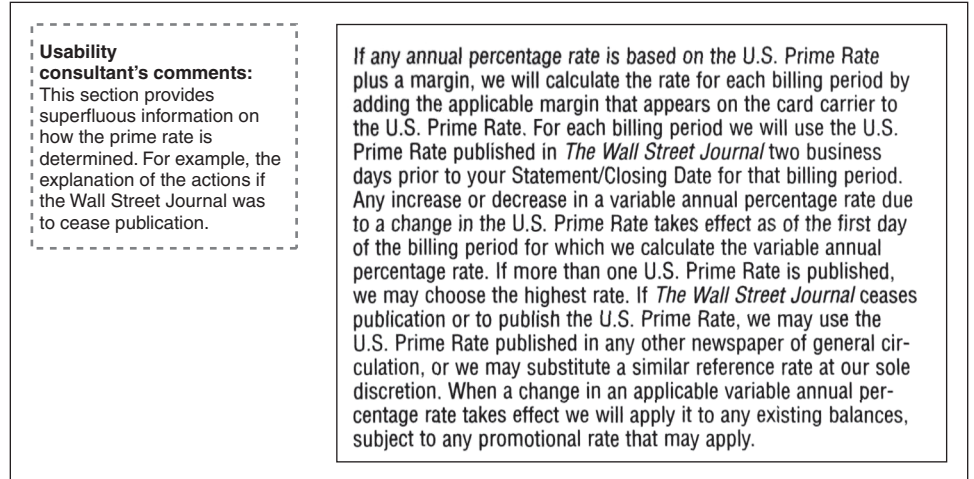 Usability
consultant's comments:
This section provides
superfluous information on
how the prime rate is
determined. For example, the
explanation of the actions if
the Wall Street Journal was
to cease publication.
If any annual percentage rate is based on the U.S. Prime Rate
plus a margin, we will calculate the rate for each billing period by
adding the applicable margin that appears on the card carrier to
the U.S. Prime Rate. For each billing period we will use the U.S.
Prime Rate published in The Wall Street Journal two business
days prior to your Statement/Closing Date for that billing period.
Any increase or decrease in a variable annual percentage rate due
to a change in the U.S. Prime Rate takes effect as of the first day
of the billing period for which we calculate the variable annual
percentage rate. If more than one U.S. Prime Rate is published,
we may choose the highest rate. If The Wall Street Journal ceases
publication or to publish the U.S. Prime Rate, we may use the
U.S. Prime Rate published in any other newspaper of general cir-
culation, or we may substitute a similar reference rate at our sole
discretion. When a change in an applicable variable annual per-
centage rate takes effect we will apply it to any existing balances,
subject to any promotional rate that may apply.